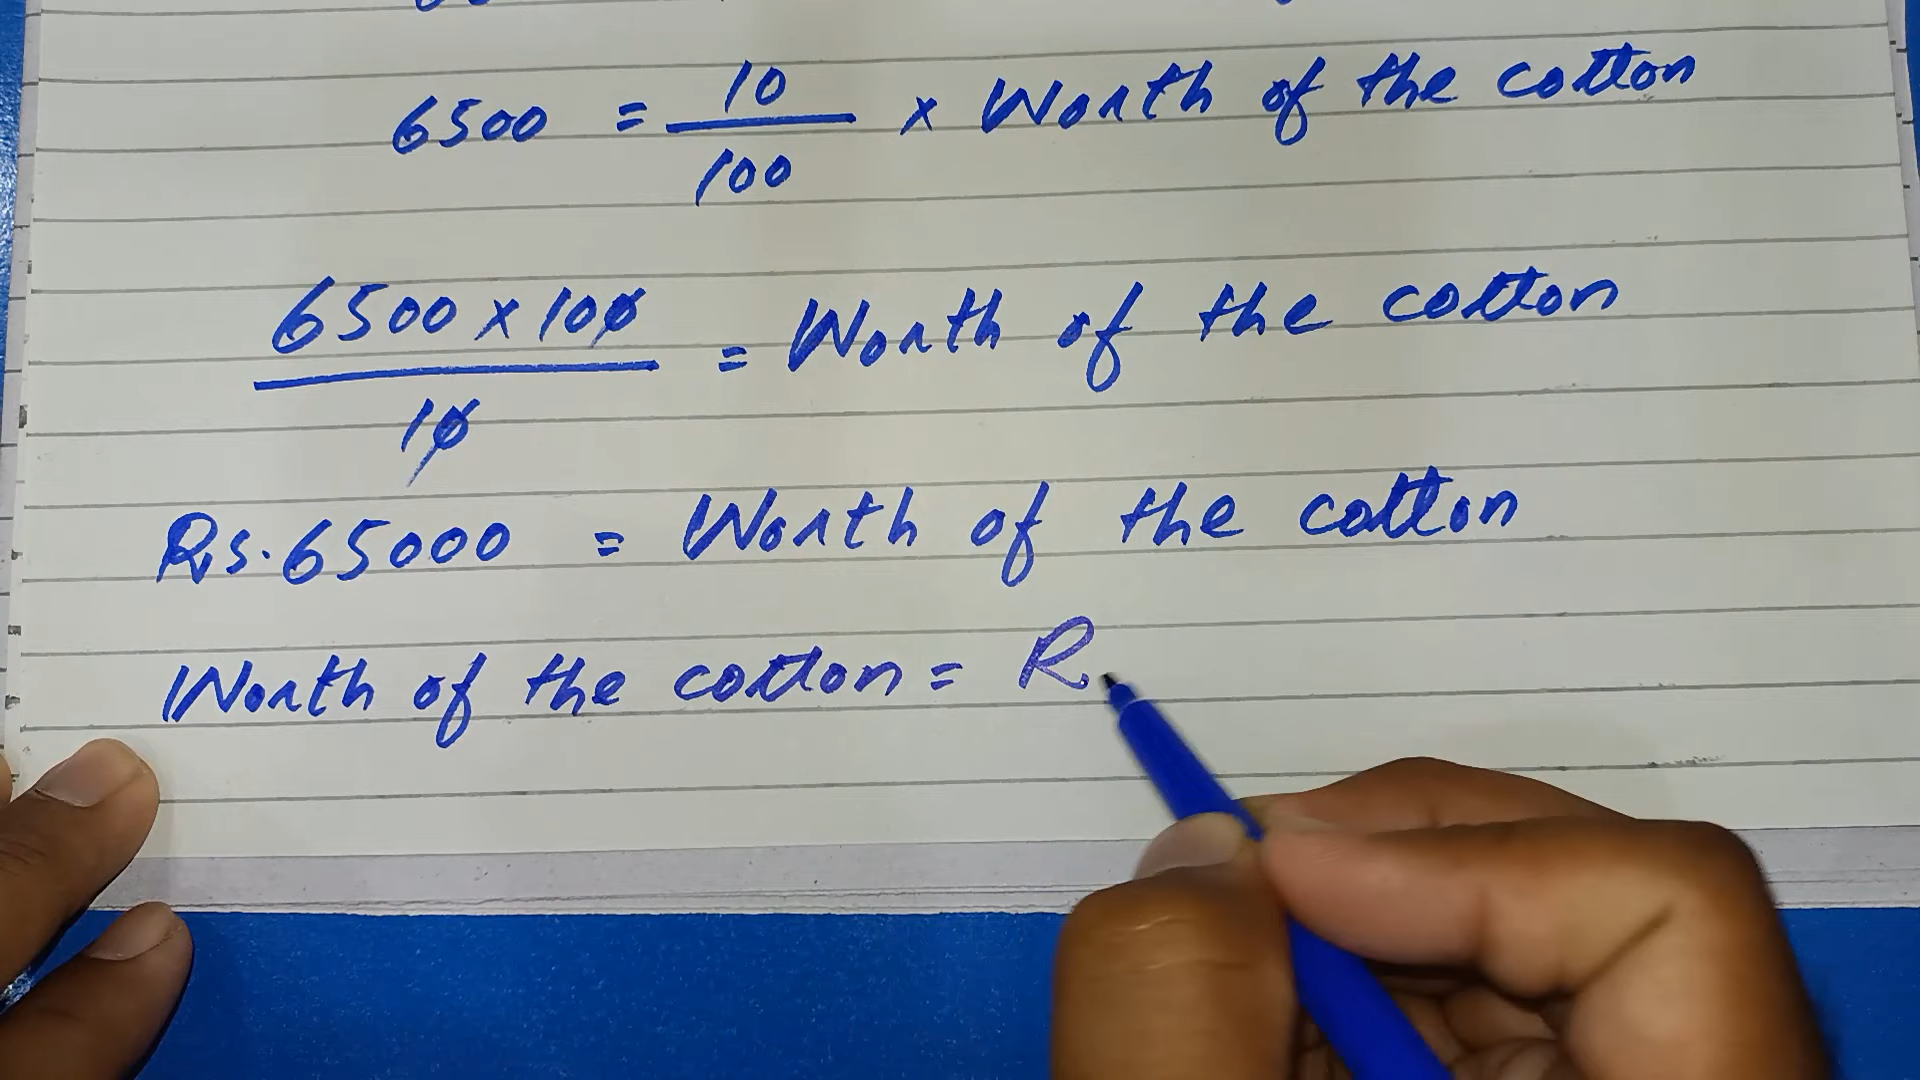 6500 = 10/100 x Worth of the cotton
6500 x 100/10 = Worth of the cotton
Rs. 65000 = Worth of the cotton
Worth of the cotton = R